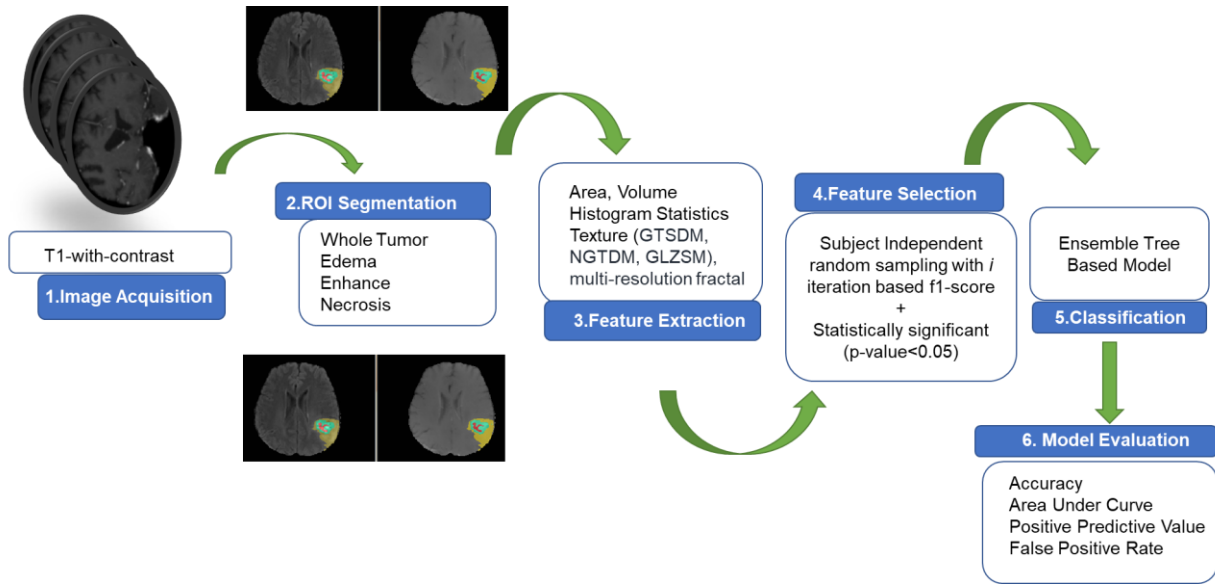 T1-with-contrast
1.Image Acquisition
2.ROI Segmentation
Whole Tumor
Edema
Enhance
Necrosis
Area, Volume
Histogram Statistics
Texture (GTSDM,
NGTDM, GLZSM),
multi-resolution fractal
3.Feature Extraction
4.Feature Selection
Subject Independent
random sampling with i
iteration based f1-score
+
Statistically significant
(p-value<0.05)
Ensemble Tree
Based Model
5.Classification
6. Model Evaluation
Accuracy
Area Under Curve
Positive Predictive Value
False Positive Rate